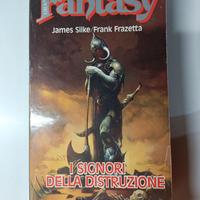 Fantasy
James Silke/Frank Frazetta
I SIGNORI
DELLA DISTRUZIONE